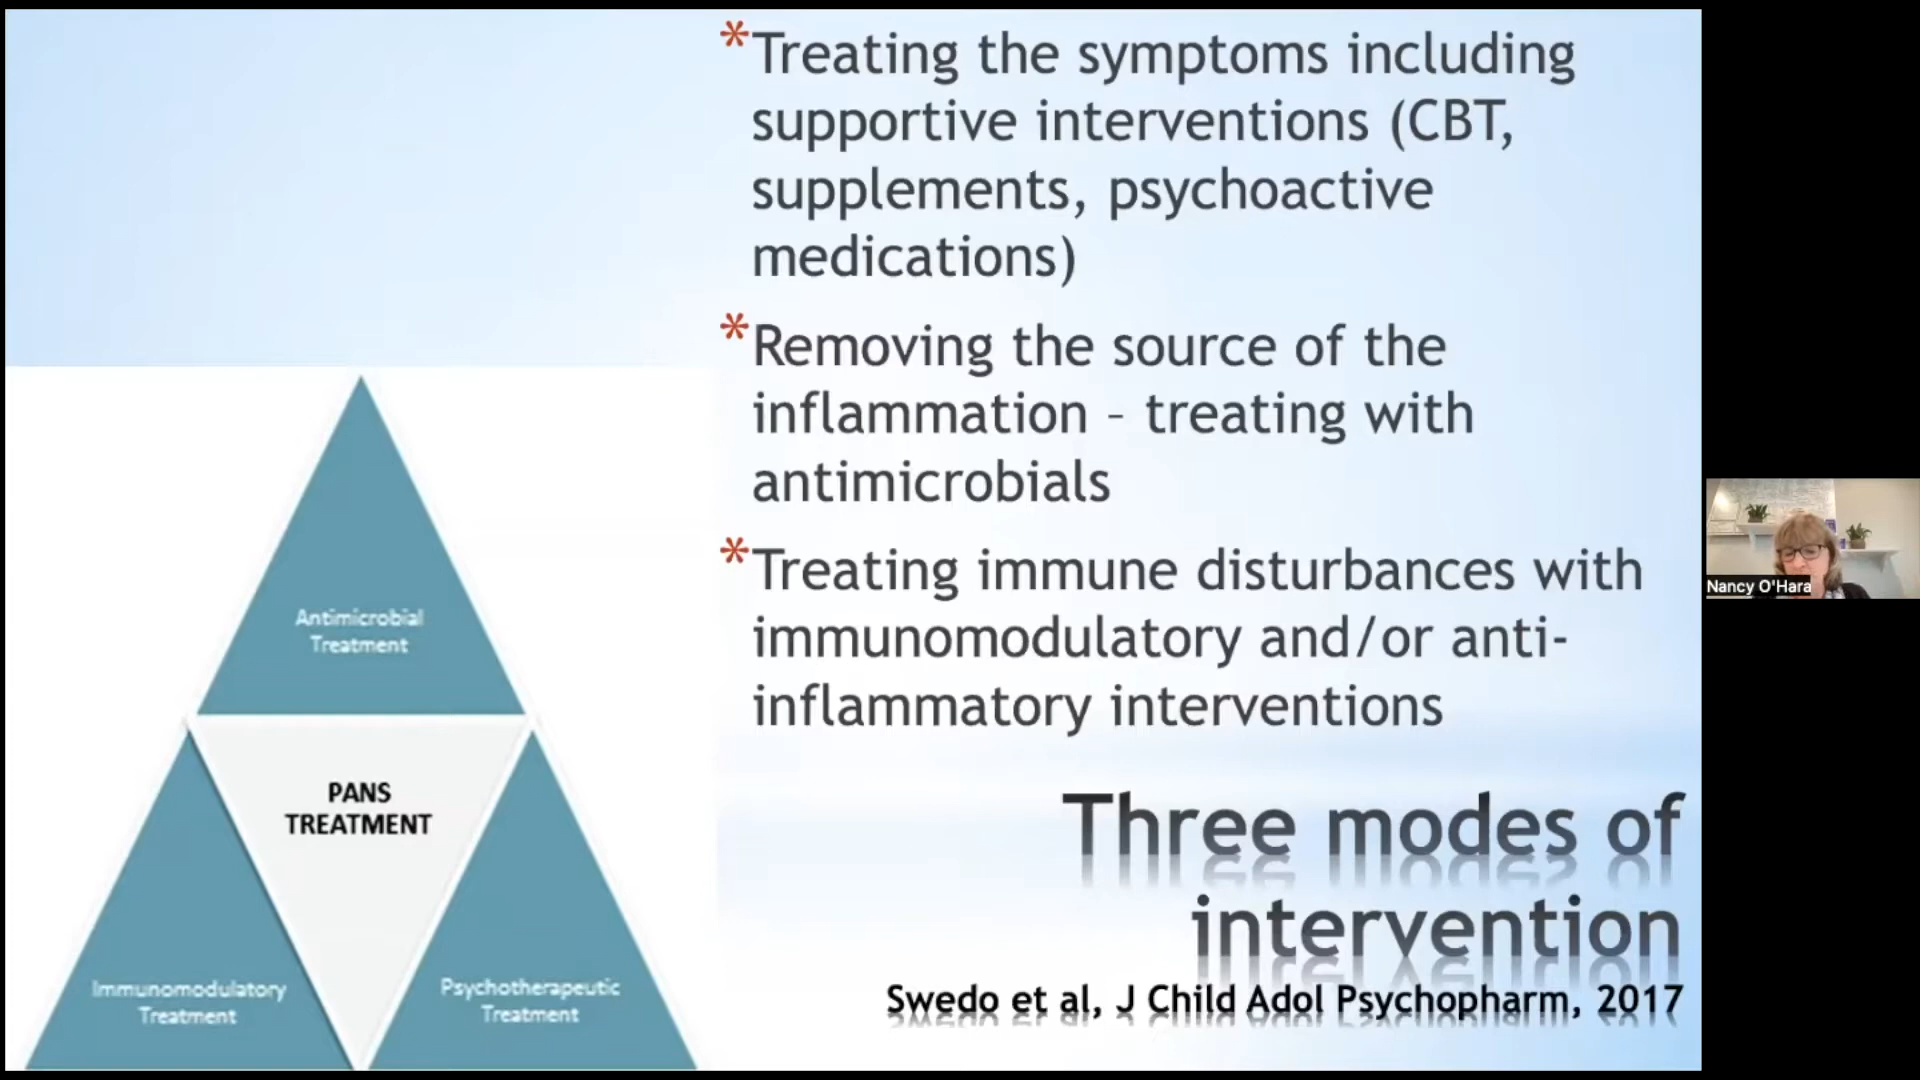 *Treating the symptoms including
supportive interventions (CBT,
supplements, psychoactive
medications)
*Removing the source of the
inflammation – treating with
antimicrobials
*Treating immune disturbances with
immunomodulatory and/or anti-
inflammatory interventions
Three modes of
intervention
Swedo et al, J Child Adol Psychopharm, 2017
Antimicrobial
Treatment
PANS
TREATMENT
Immunomodulatory
Treatment
Psychotherapeutic
Treatment
Nancy O'Hara